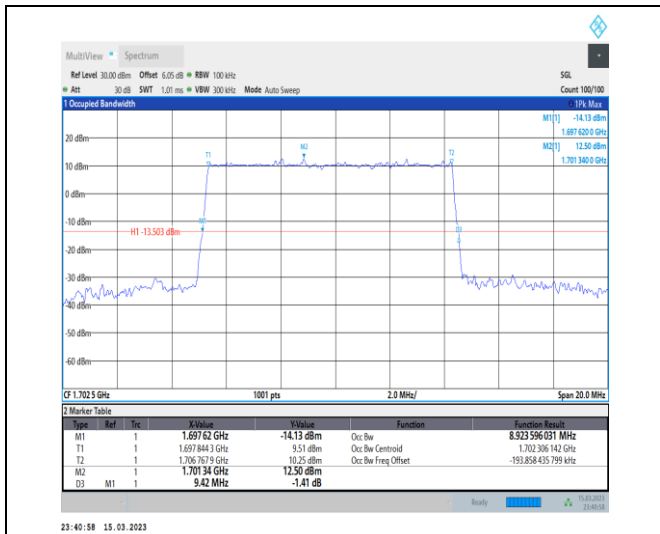 MultiView Spectrum
Ref Level 30.00 dBm Offset 6.05 dB RBW 100 kHz SGL
Att 30 dB SWT 1.01 ms VBW 300 kHz Mode Auto Sweep Count 100/100
1 Occupied Bandwidth 1Pk Max
M1[1] -14.13 dBm
1.697 620 0 GHz
M2[1] 12.50 dBm
1.701 340 0 GHz
20 dBm
T1 M2 T2
10 dBm
0 dBm
-10 dBm
M1 D3
H1 -13.503 dBm
-20 dBm
-30 dBm
-40 dBm
-50 dBm
-60 dBm
CF 1.702 5 GHz 1001 pts 2.0 MHz/ Span 20.0 MHz
2 Marker Table
Type Ref Trc X-Value Y-Value Function Function Result
M1 1 1.697 62 GHz -14.13 dBm Occ Bw 8.923 596 031 MHz
T1 1 1.697 844 3 GHz 9.51 dBm Occ Bw Centroid 1.702 306 142 GHz
T2 1 1.706 767 9 GHz 10.25 dBm Occ Bw Freq Offset -193.858 435 799 kHz
M2 1 1.701 34 GHz 12.50 dBm
D3 M1 1 9.42 MHz -1.41 dB
Ready 15.03.2023
23:40:58
23:40:58 15.03.2023